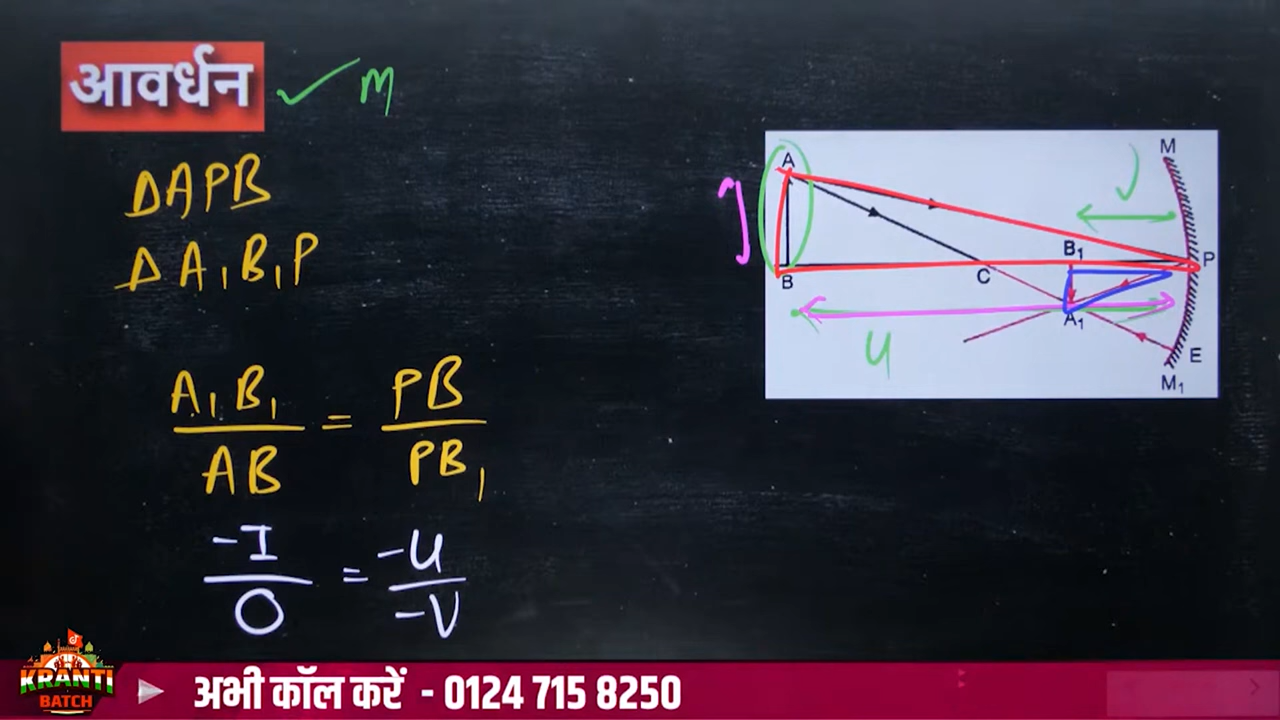 आवर्धन ✓ m
ΔAPB
ΔA₁B₁P
A₁B₁/AB = PB/PB₁
-I/O = -u/-v
M
A
v
B₁
P
B
C
A₁
u
E
M₁
KRANTI
BATCH
अभी कॉल करें - 0124 715 8250